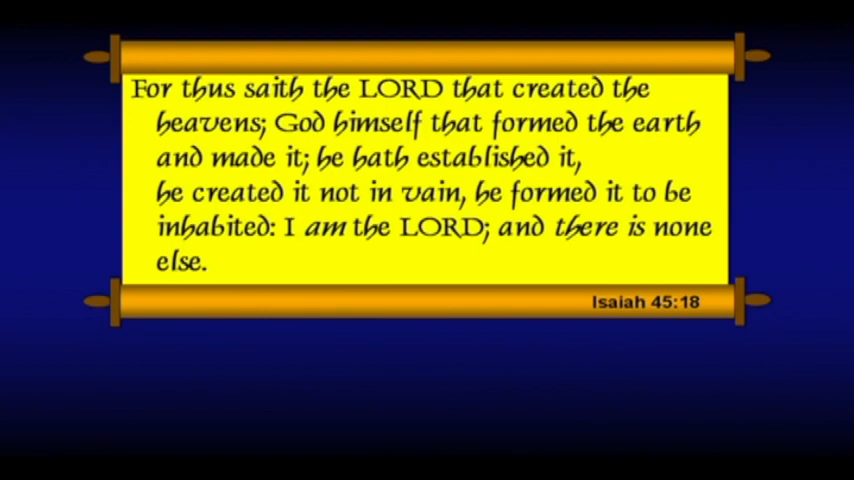 For thus saith the LORD that created the
heavens; God himself that formed the earth
and made it; he hath established it,
he created it not in vain, he formed it to be
inhabited: I am the LORD; and there is none
else.
Isaiah 45:18